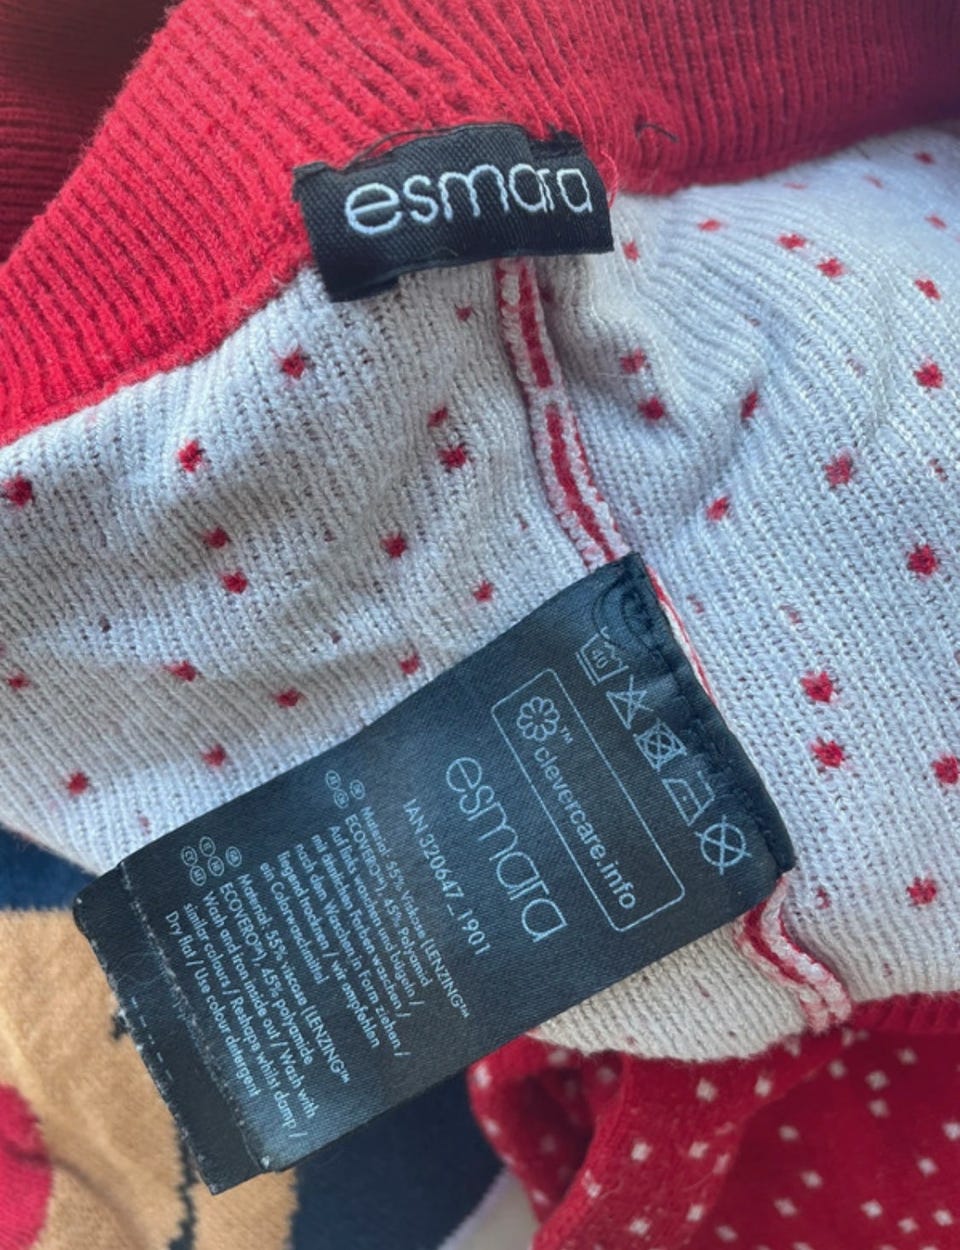 esmara
40
clevercare.info
esmara
IAN 320647_1901
Material: 55% Viskose (LENZING™
ECOVERO™), 45% Polyamid
Auf links waschen und bügeln /
mit ähnlichen Farben waschen /
nach dem Waschen in Form ziehen, /
liegend trocknen / wir empfehlen
ein Colorwaschmittel
Material: 55% viscose (LENZING™
ECOVERO™), 45% polyamide
Wash and iron inside out / Wash with
similar colours / Reshape whilst damp /
Dry flat / Use colour detergent